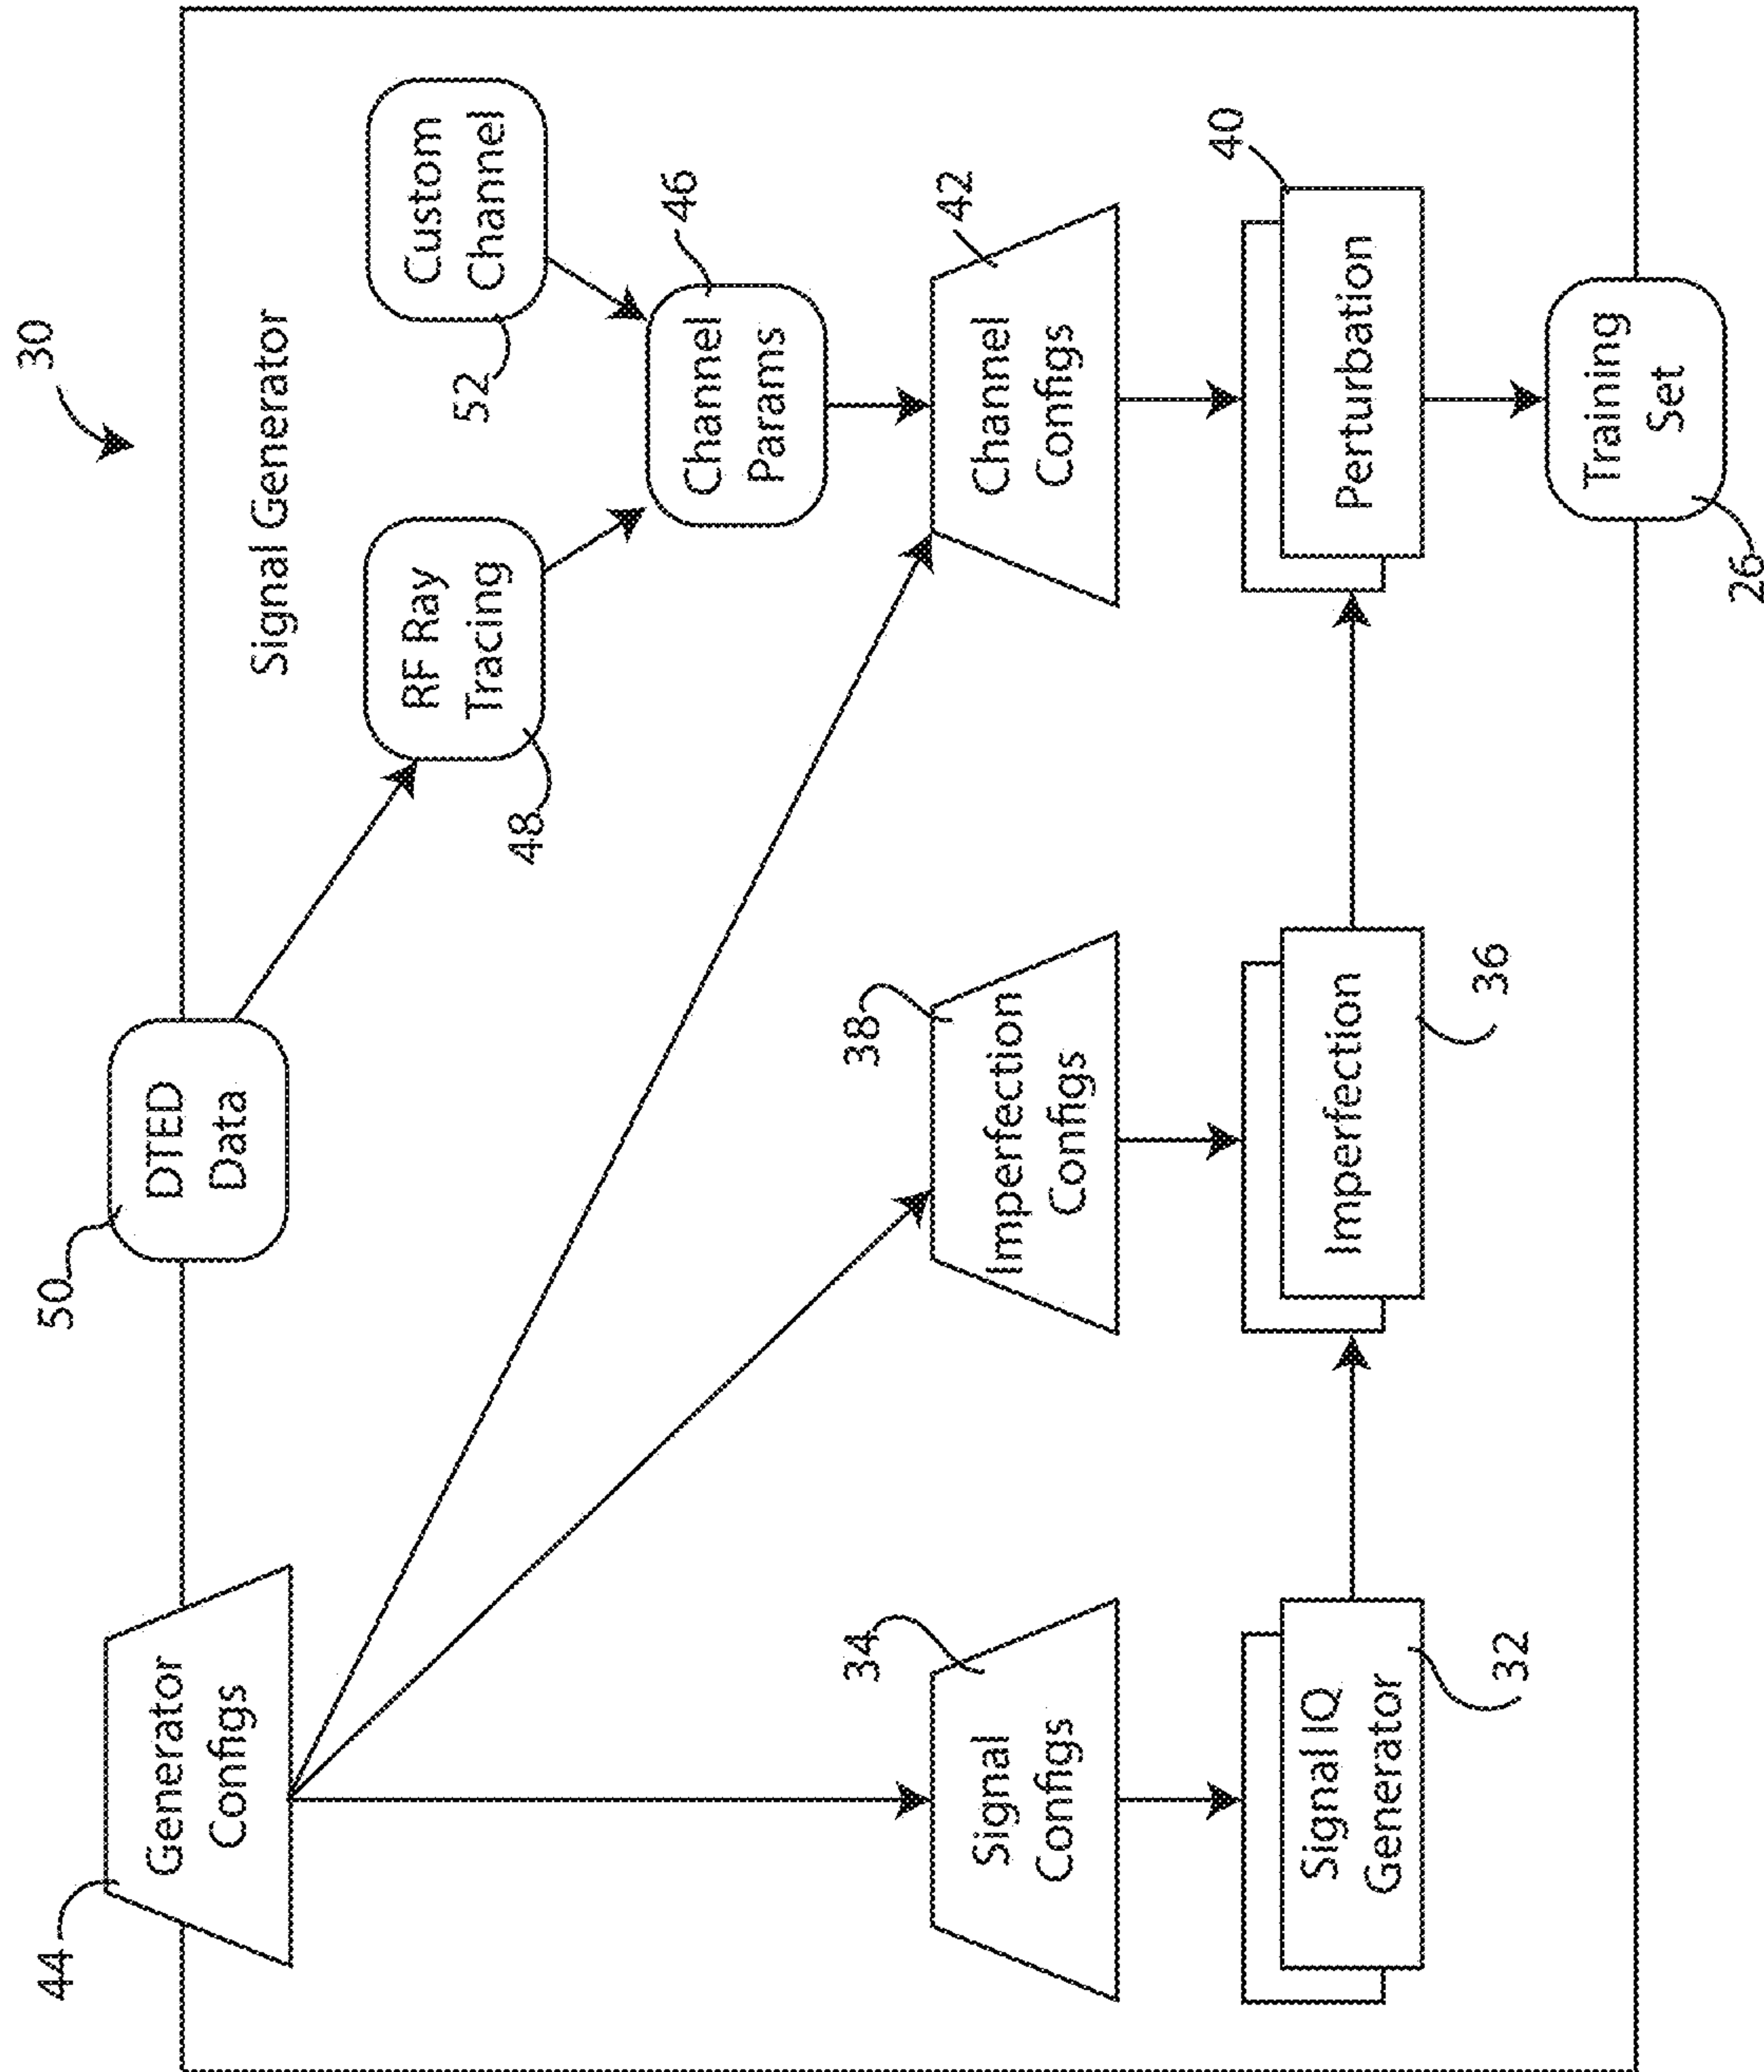 30
Signal Generator
44
Generator
Configs
50
DTED
Data
48
RF Ray
Tracing
52
Custom
Channel
46
Channel
Params
34
Signal
Configs
38
Imperfection
Configs
42
Channel
Configs
32
Signal IQ
Generator
36
Imperfection
40
Perturbation
26
Training
Set